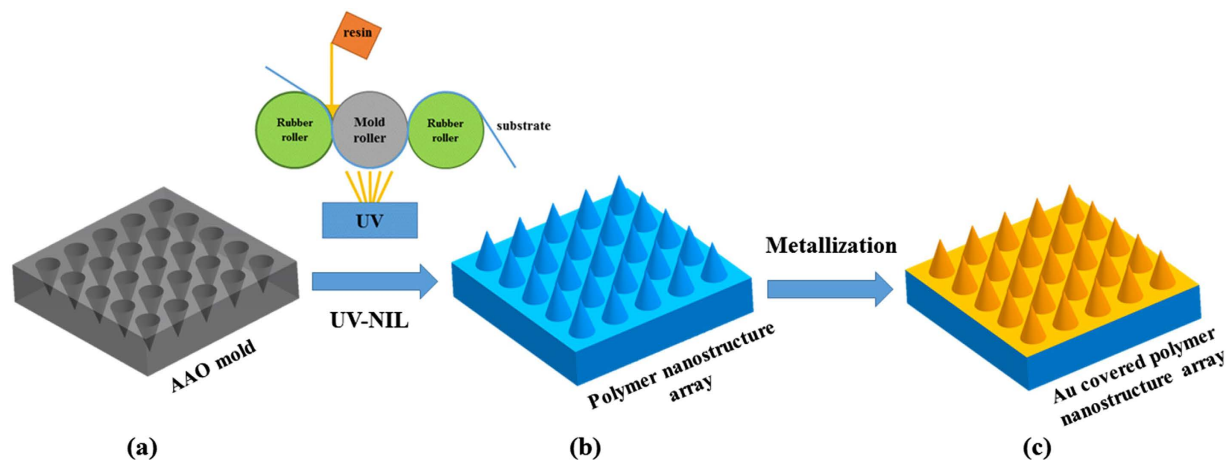 resin
Rubber
roller
Mold
roller
Rubber
roller
substrate
UV
UV-NIL
Metallization
AAO mold
Polymer nanostructure
array
Au covered polymer
nanostructure array
(a)
(b)
(c)